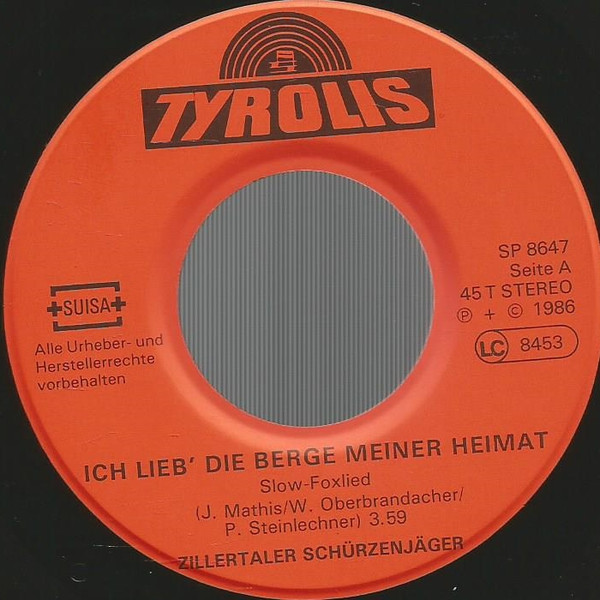 TYROLIS
SP 8647
Seite A
45 T STEREO
Ⓟ + © 1986
LC 8453
+SUISA+
Alle Urheber- und
Herstellerrechte
vorbehalten
ICH LIEB' DIE BERGE MEINER HEIMAT
Slow-Foxlied
(J. Mathis/W. Oberbrandacher/
P. Steinlechner) 3.59
ZILLERTALER SCHÜRZENJÄGER